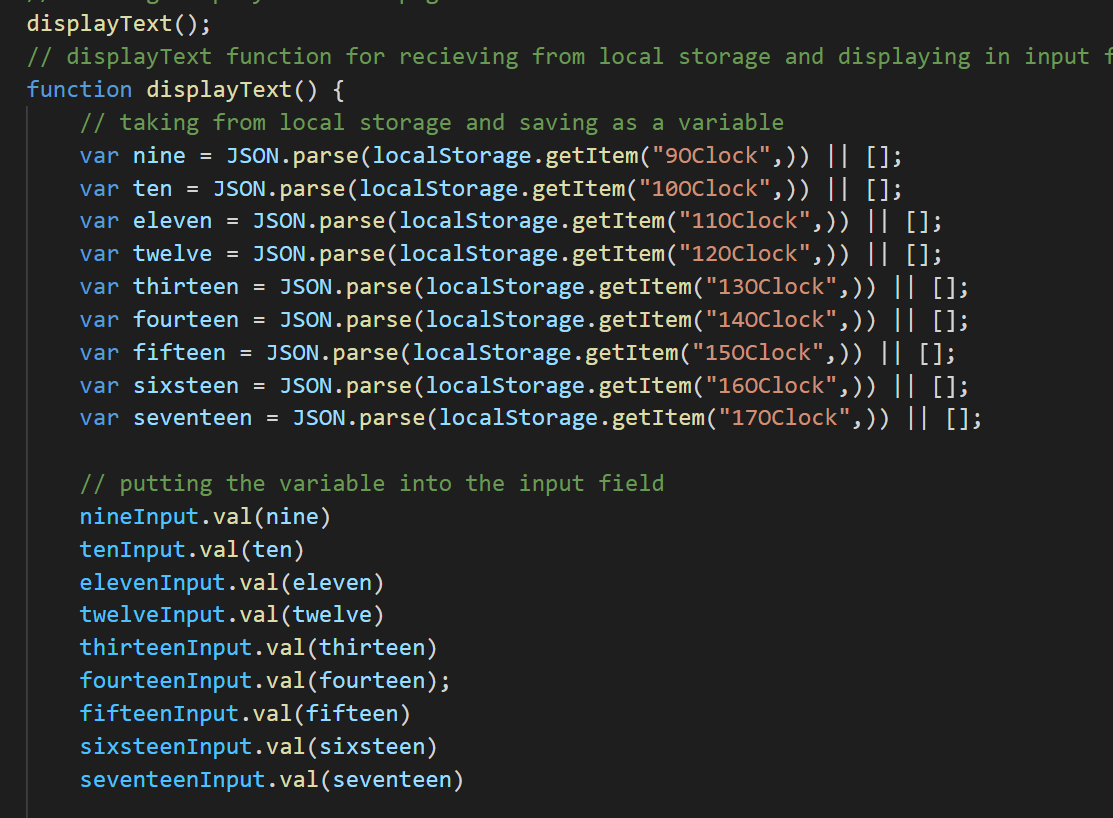 displayText();
// displayText function for recieving from local storage and displaying in input
function displayText() {
// taking from local storage and saving as a variable
var nine = JSON.parse(localStorage.getItem("9OClock",)) || [];
var ten = JSON.parse(localStorage.getItem("10OClock",)) || [];
var eleven = JSON.parse(localStorage.getItem("11OClock",)) || [];
var twelve = JSON.parse(localStorage.getItem("12OClock",)) || [];
var thirteen = JSON.parse(localStorage.getItem("13OClock",)) || [];
var fourteen = JSON.parse(localStorage.getItem("14OClock",)) || [];
var fifteen = JSON.parse(localStorage.getItem("15OClock",)) || [];
var sixsteen = JSON.parse(localStorage.getItem("16OClock",)) || [];
var seventeen = JSON.parse(localStorage.getItem("17OClock",)) || [];
// putting the variable into the input field
nineInput.val(nine)
tenInput.val(ten)
elevenInput.val(eleven)
twelveInput.val(twelve)
thirteenInput.val(thirteen)
fourteenInput.val(fourteen);
fifteenInput.val(fifteen)
sixsteenInput.val(sixsteen)
seventeenInput.val(seventeen)